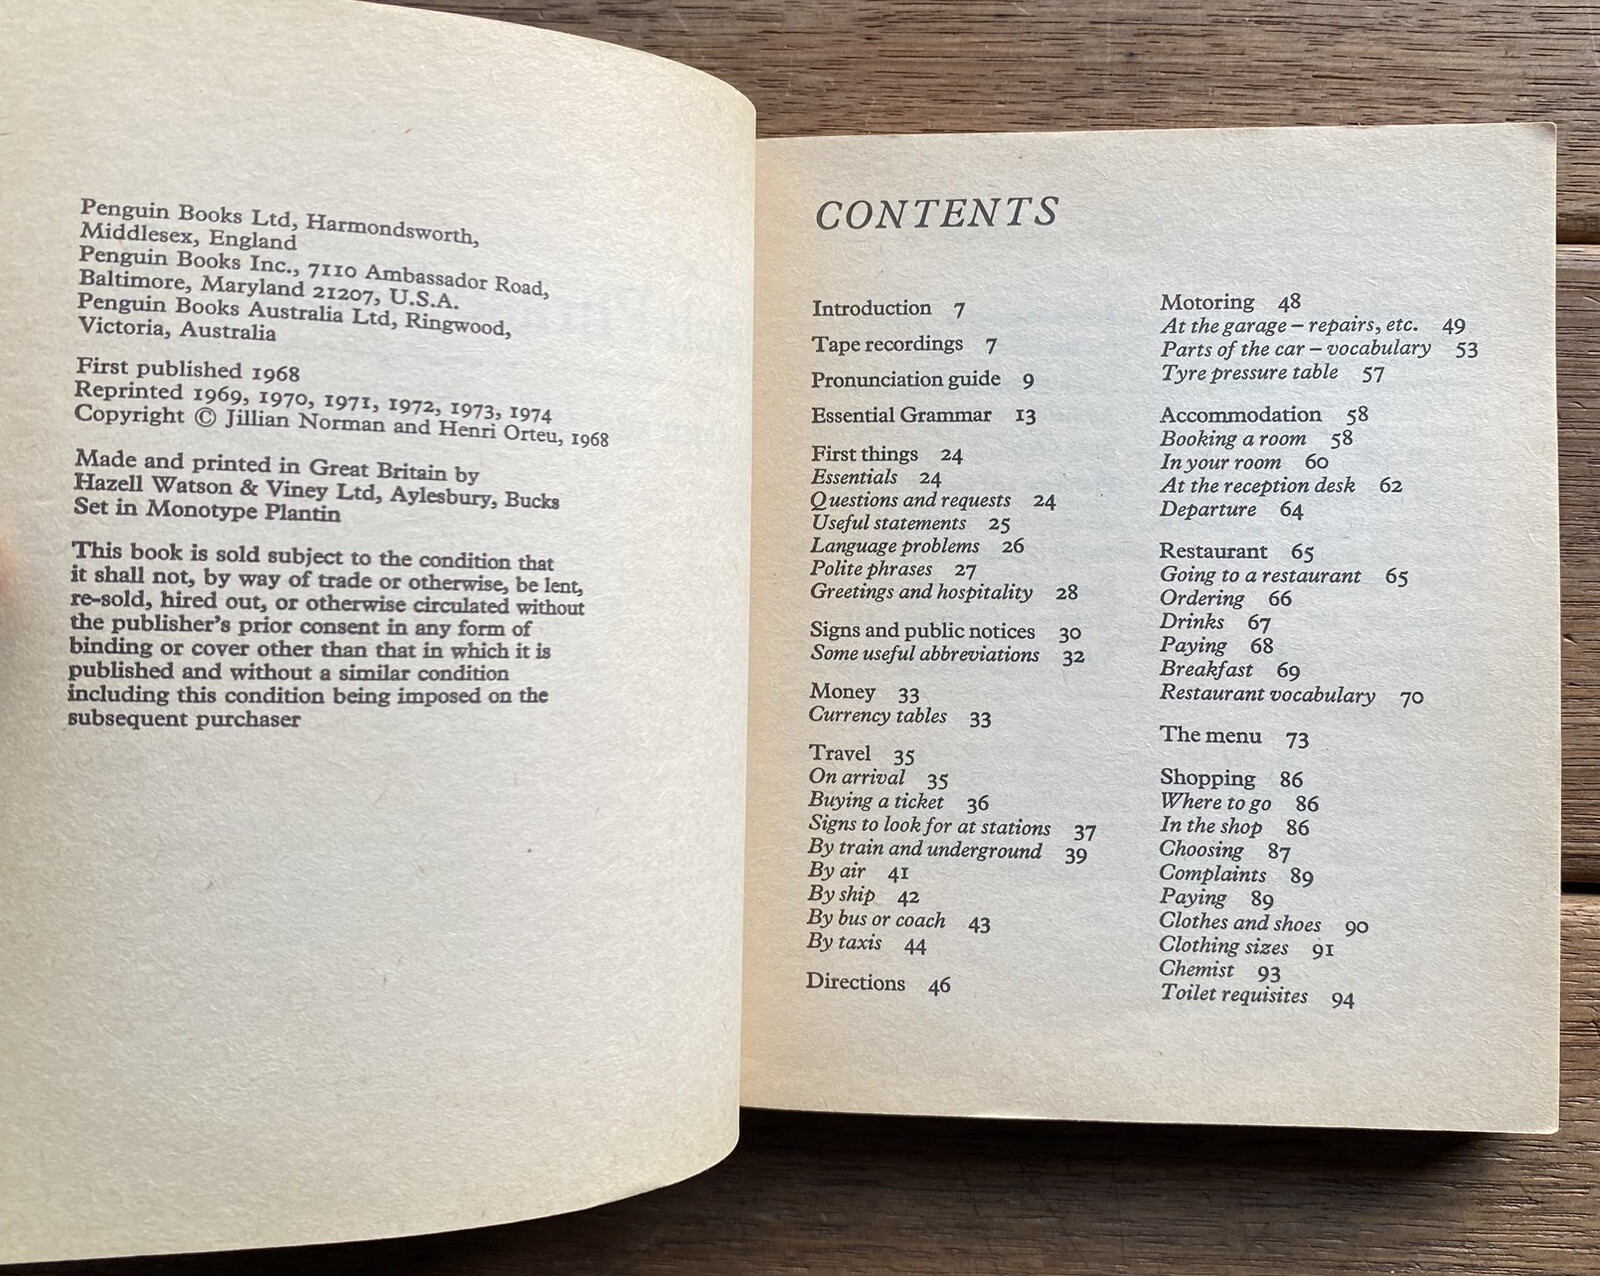 Penguin Books Ltd, Harmondsworth,
Middlesex, England
Penguin Books Inc., 7110 Ambassador Road,
Baltimore, Maryland 21207, U.S.A.
Penguin Books Australia Ltd, Ringwood,
Victoria, Australia
First published 1968
Reprinted 1969, 1970, 1971, 1972, 1973, 1974
Copyright © Jillian Norman and Henri Orteu, 1968
Made and printed in Great Britain by
Hazell Watson & Viney Ltd, Aylesbury, Bucks
Set in Monotype Plantin
This book is sold subject to the condition that
it shall not, by way of trade or otherwise, be lent,
re-sold, hired out, or otherwise circulated without
the publisher's prior consent in any form of
binding or cover other than that in which it is
published and without a similar condition
including this condition being imposed on the
subsequent purchaser
CONTENTS
Introduction 7
Tape recordings 7
Pronunciation guide 9
Essential Grammar 13
First things 24
Essentials 24
Questions and requests 24
Useful statements 25
Language problems 26
Polite phrases 27
Greetings and hospitality 28
Signs and public notices 30
Some useful abbreviations 32
Money 33
Currency tables 33
Travel 35
On arrival 35
Buying a ticket 36
Signs to look for at stations 37
By train and underground 39
By air 41
By ship 42
By bus or coach 43
By taxis 44
Directions 46
Motoring 48
At the garage – repairs, etc. 49
Parts of the car – vocabulary 53
Tyre pressure table 57
Accommodation 58
Booking a room 58
In your room 60
At the reception desk 62
Departure 64
Restaurant 65
Going to a restaurant 65
Ordering 66
Drinks 67
Paying 68
Breakfast 69
Restaurant vocabulary 70
The menu 73
Shopping 86
Where to go 86
In the shop 86
Choosing 87
Complaints 89
Paying 89
Clothes and shoes 90
Clothing sizes 91
Chemist 93
Toilet requisites 94